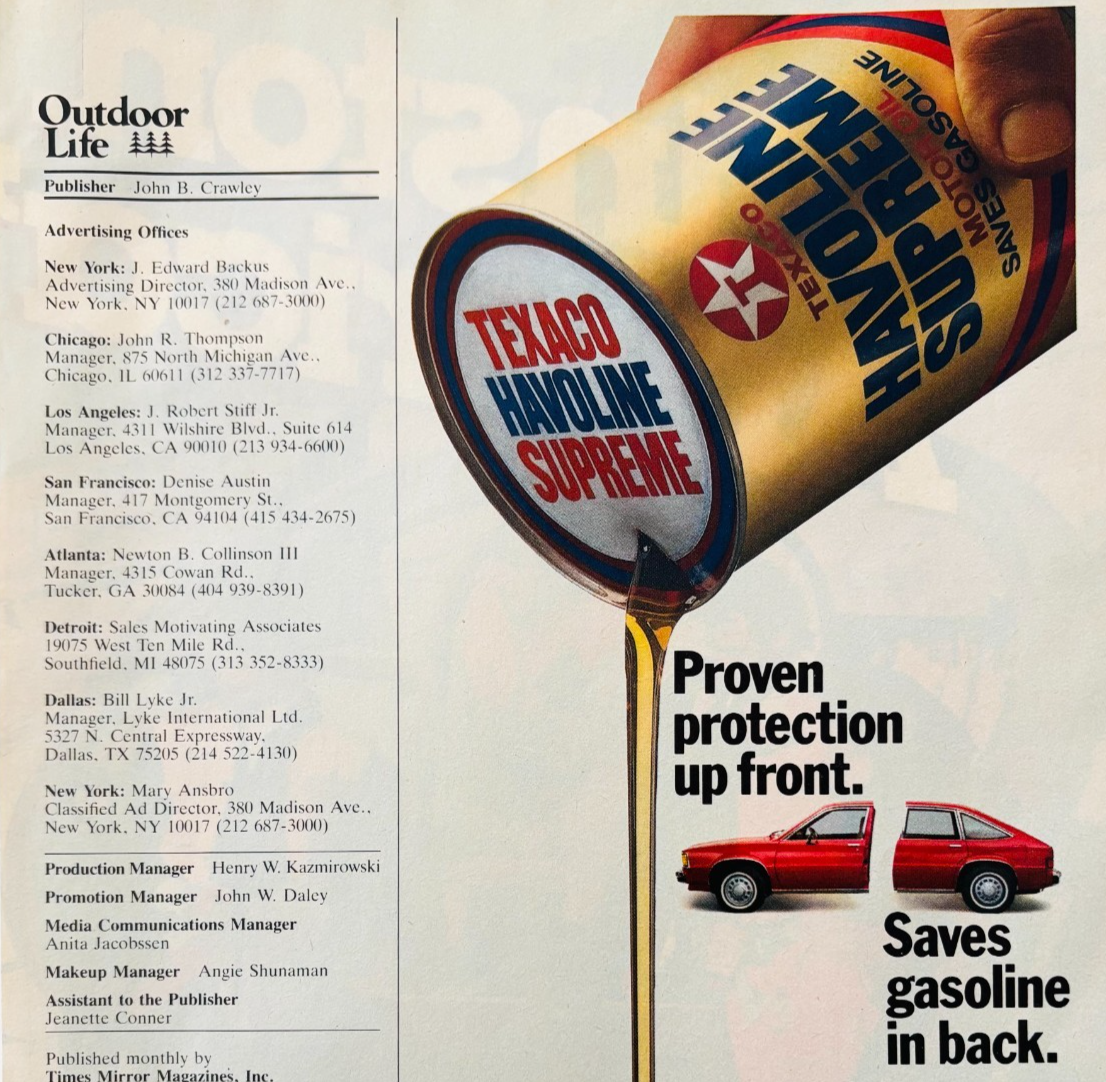 Outdoor
Life
Publisher John B. Crawley
Advertising Offices
New York: J. Edward Backus
Advertising Director, 380 Madison Ave.,
New York, NY 10017 (212 687-3000)
Chicago: John R. Thompson
Manager, 875 North Michigan Ave.,
Chicago, IL 60611 (312 337-7717)
Los Angeles: J. Robert Stiff Jr.
Manager, 4311 Wilshire Blvd., Suite 614
Los Angeles, CA 90010 (213 934-6600)
San Francisco: Denise Austin
Manager, 417 Montgomery St.,
San Francisco, CA 94104 (415 434-2675)
Atlanta: Newton B. Collinson III
Manager, 4315 Cowan Rd.,
Tucker, GA 30084 (404 939-8391)
Detroit: Sales Motivating Associates
19075 West Ten Mile Rd.,
Southfield, MI 48075 (313 352-8333)
Dallas: Bill Lyke Jr.
Manager, Lyke International Ltd.
5327 N. Central Expressway,
Dallas, TX 75205 (214 522-4130)
New York: Mary Ansbro
Classified Ad Director, 380 Madison Ave.,
New York, NY 10017 (212 687-3000)
Production Manager Henry W. Kazmirowski
Promotion Manager John W. Daley
Media Communications Manager
Anita Jacobssen
Makeup Manager Angie Shunaman
Assistant to the Publisher
Jeanette Conner
Published monthly by
Times Mirror Magazines, Inc.
TEXACO
HAVOLINE
SUPREME
MOTOR OIL
SAVES GASOLINE
T
TEXACO
HAVOLINE
SUPREME
Proven
protection
up front.
Saves
gasoline
in back.